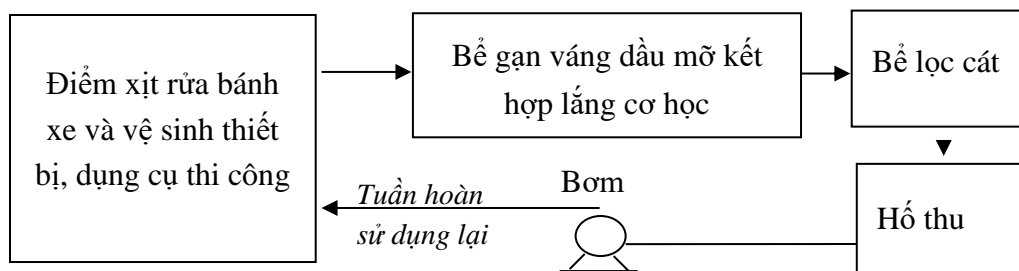 Điểm xịt rửa bánh
xe và vệ sinh thiết
bị, dụng cụ thi công
Bể gạn váng dầu mỡ kết
hợp lắng cơ học
Bể lọc cát
Hố thu
Bơm
Tuần hoàn
sử dụng lại